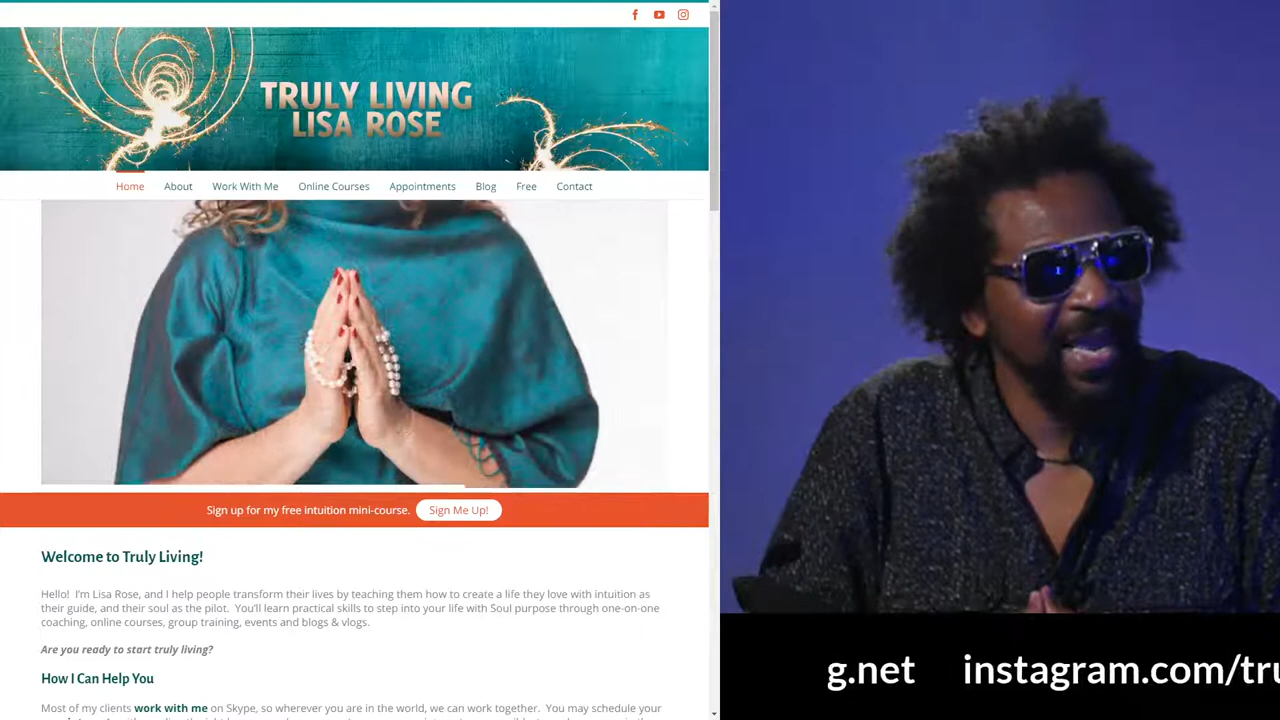 TRULY LIVING
LISA ROSE
Home About Work With Me Online Courses Appointments Blog Free Contact
Sign up for my free intuition mini-course. Sign Me Up!
Welcome to Truly Living!
Hello! I'm Lisa Rose, and I help people transform their lives by teaching them how to create a life they love with intuition as
their guide, and their soul as the pilot. You'll learn practical skills to step into your life with Soul purpose through one-on-one
coaching, online courses, group training, events and blogs & vlogs.
Are you ready to start truly living?
How I Can Help You
Most of my clients work with me on Skype, so wherever you are in the world, we can work together. You may schedule your
g.net instagram.com/tru